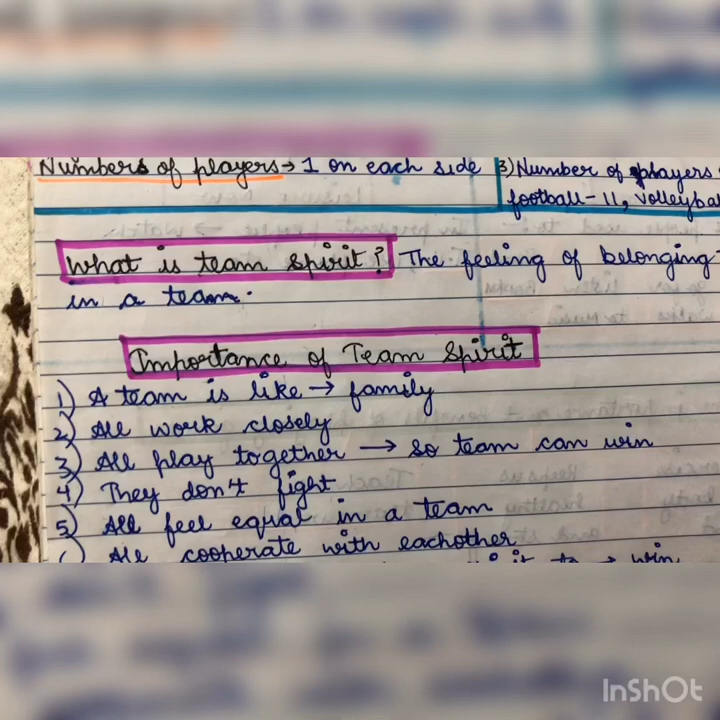 Numbers of players → 1 on each side
3) Number of players
football - 11, volleyba
What is team spirit? The feeling of belonging
in a team.
Importance of Team Spirit
1) A team is like → family
2) All work closely
3) All play together → so team can win
4) They don't fight
5) All feel equal in a team
All cooperate with eachother
to → win
InShOt